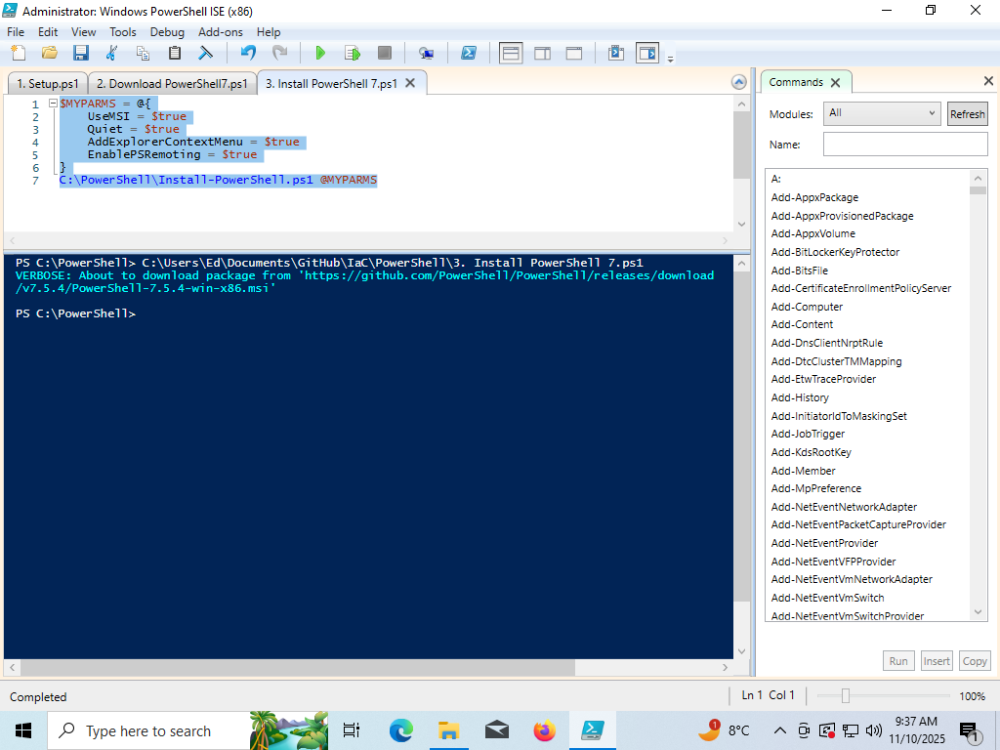 Administrator: Windows PowerShell ISE (x86)
File Edit View Tools Debug Add-ons Help
1. Setup.ps1 2. Download PowerShell7.ps1 3. Install PowerShell 7.ps1
1 $MYPARMS = @{
2 UseMSI = $true
3 Quiet = $true
4 AddExplorerContextMenu = $true
5 EnablePSRemoting = $true
6 }
7 C:\PowerShell\Install-PowerShell.ps1 @MYPARMS
PS C:\PowerShell> C:\Users\Ed\Documents\GitHub\IaC\PowerShell\3. Install PowerShell 7.ps1
VERBOSE: About to download package from 'https://github.com/PowerShell/PowerShell/releases/download
/v7.5.4/PowerShell-7.5.4-win-x86.msi'
PS C:\PowerShell>
Commands
Modules: All Refresh
Name:
A:
Add-AppxPackage
Add-AppxProvisionedPackage
Add-AppxVolume
Add-BitLockerKeyProtector
Add-BitsFile
Add-CertificateEnrollmentPolicyServer
Add-Computer
Add-Content
Add-DnsClientNrptRule
Add-DtcClusterTMMapping
Add-EtwTraceProvider
Add-History
Add-InitiatorIdToMaskingSet
Add-JobTrigger
Add-KdsRootKey
Add-Member
Add-MpPreference
Add-NetEventNetworkAdapter
Add-NetEventPacketCaptureProvider
Add-NetEventProvider
Add-NetEventVFPProvider
Add-NetEventVmNetworkAdapter
Add-NetEventVmSwitch
Add-NetEventVmSwitchProvider
Run Insert Copy
Completed Ln 1 Col 1 100%
Type here to search 1 8°C 9:37 AM
11/10/2025 1